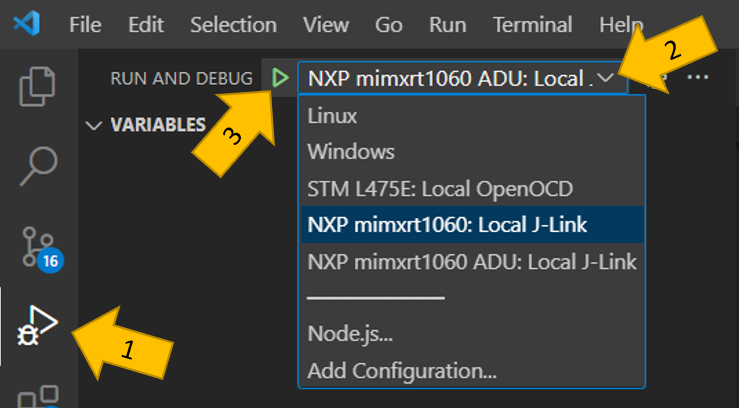 File Edit Selection View Go Run Terminal Help
2
RUN AND DEBUG NXP mimxrt1060 ADU: Local .
3
VARIABLES
Linux
Windows
STM L475E: Local OpenOCD
NXP mimxrt1060: Local J-Link
16
NXP mimxrt1060 ADU: Local J-Link
1
Node.js...
Add Configuration...